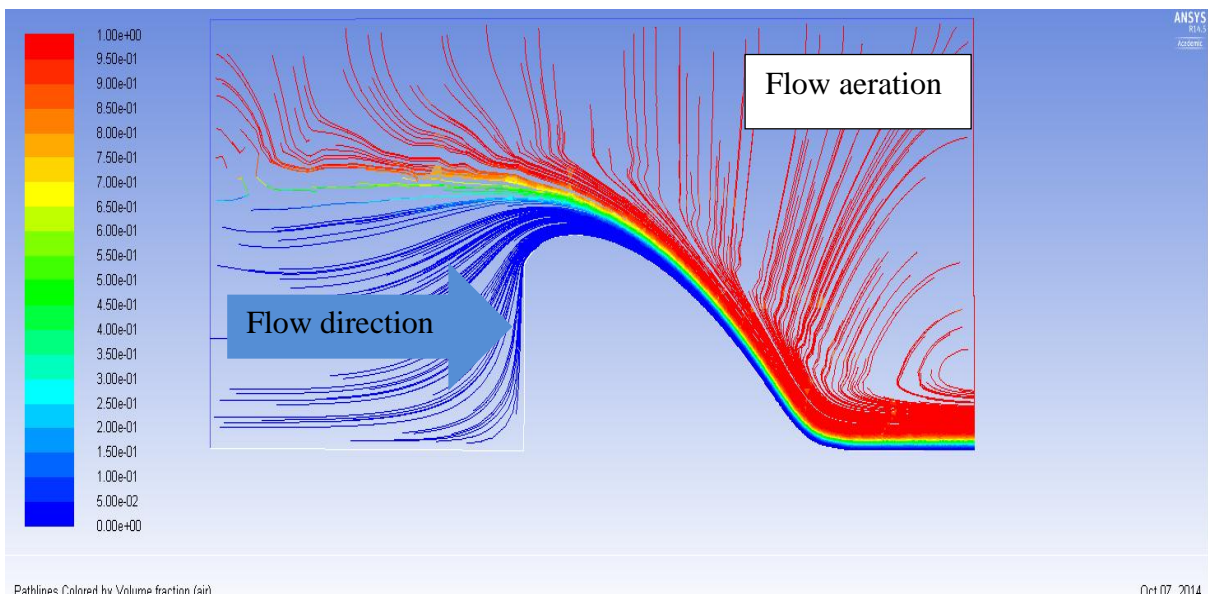 ANSYS
R14.5
Academic
1.00e+00
9.50e-01
9.00e-01
8.50e-01
8.00e-01
7.50e-01
7.00e-01
6.50e-01
6.00e-01
5.50e-01
5.00e-01
4.50e-01
4.00e-01
3.50e-01
3.00e-01
2.50e-01
2.00e-01
1.50e-01
1.00e-01
5.00e-02
0.00e+00
Flow aeration
Flow direction
Pathlines Colored by Volume fraction (air)
Oct 07, 2014